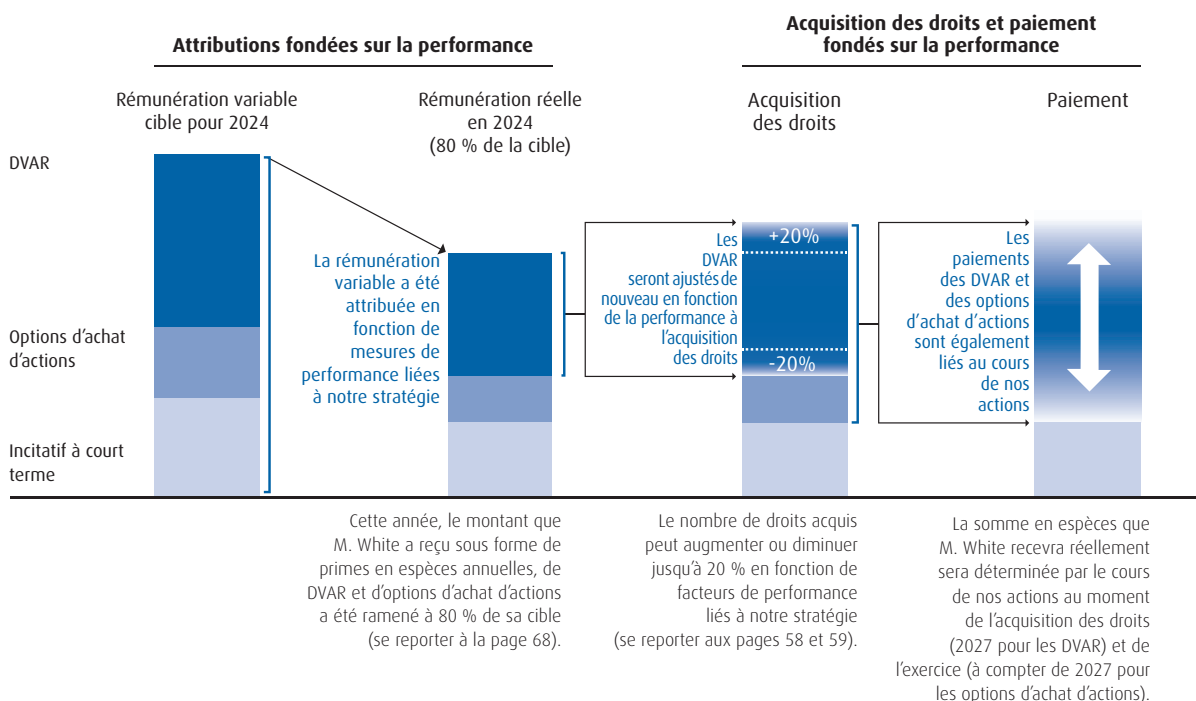 Attributions fondées sur la performance
Acquisition des droits et paiement
fondés sur la performance
Rémunération variable
cible pour 2024
Rémunération réelle
en 2024
(80 % de la cible)
Acquisition
des droits
Paiement
DVAR
Options d'achat
d'actions
Incitatif à court
terme
La rémunération
variable a été
attribuée en
fonction de
mesures de
performance liées
à notre stratégie
Les
DVAR
seront ajustés de
nouveau en fonction
de la performance à
l'acquisition
des droits
+20%
-20%
Les
paiements
des DVAR et
des options
d'achat d'actions
sont également
liés au cours
de nos
actions
Cette année, le montant que
M. White a reçu sous forme de
primes en espèces annuelles, de
DVAR et d'options d'achat d'actions
a été ramené à 80 % de sa cible
(se reporter à la page 68).
Le nombre de droits acquis
peut augmenter ou diminuer
jusqu'à 20 % en fonction de
facteurs de performance
liés à notre stratégie
(se reporter aux pages 58 et 59).
La somme en espèces que
M. White recevra réellement
sera déterminée par le cours
de nos actions au moment
de l'acquisition des droits
(2027 pour les DVAR) et de
l'exercice (à compter de 2027 pour
les options d'achat d'actions).